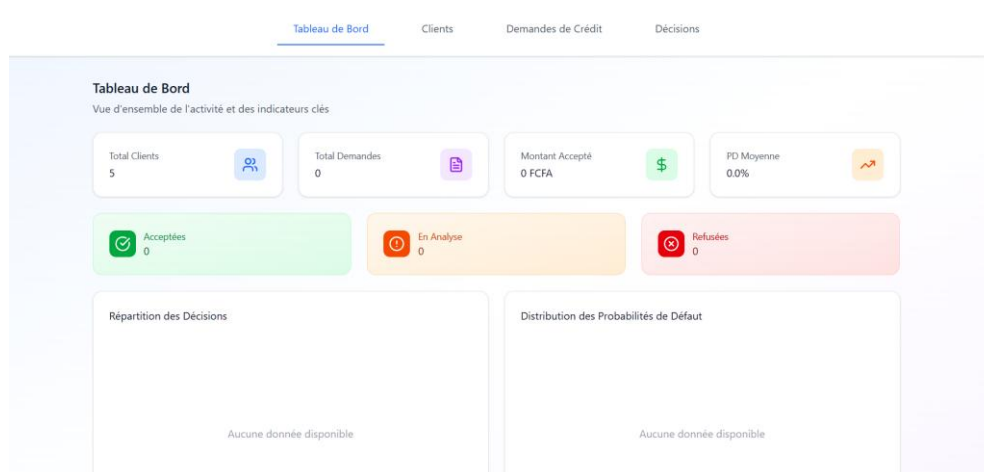 Tableau de Bord
Clients
Demandes de Crédit
Décisions
Tableau de Bord
Vue d'ensemble de l'activité et des indicateurs clés
Total Clients
5
Total Demandes
0
Montant Accepté
0 FCFA
PD Moyenne
0.0%
Acceptées
0
En Analyse
0
Refusées
0
Répartition des Décisions
Aucune donnée disponible
Distribution des Probabilités de Défaut
Aucune donnée disponible